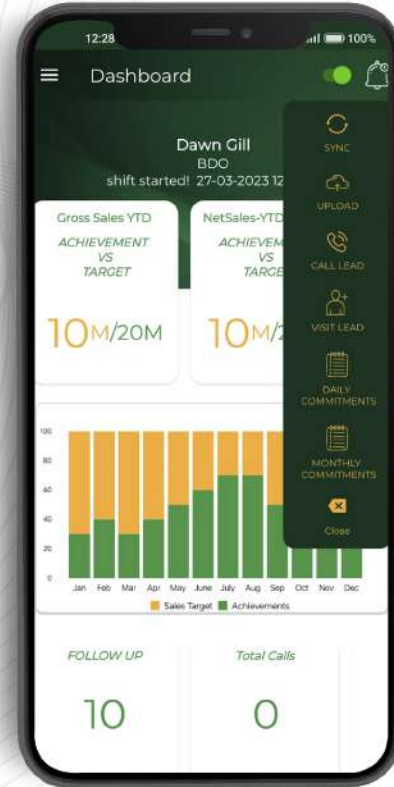 12:28
100%
Dashboard
Dawn Gill
BDO
shift started! 27-03-2023 12
Gross Sales YTD
ACHIEVEMENT
VS
TARGET
10M/20M
NetSales-YTD
ACHIEVEM
VS
TARGE
10M/2
SYNC
UPLOAD
CALL LEAD
VISIT LEAD
DAILY
COMMITMENTS
MONTHLY
COMMITMENTS
Close
100
80
60
40
20
0
Jan Feb Mar Apr May June July Aug Sep Oct Nov Dec
Sales Target Achievements
FOLLOW UP
10
Total Calls
0